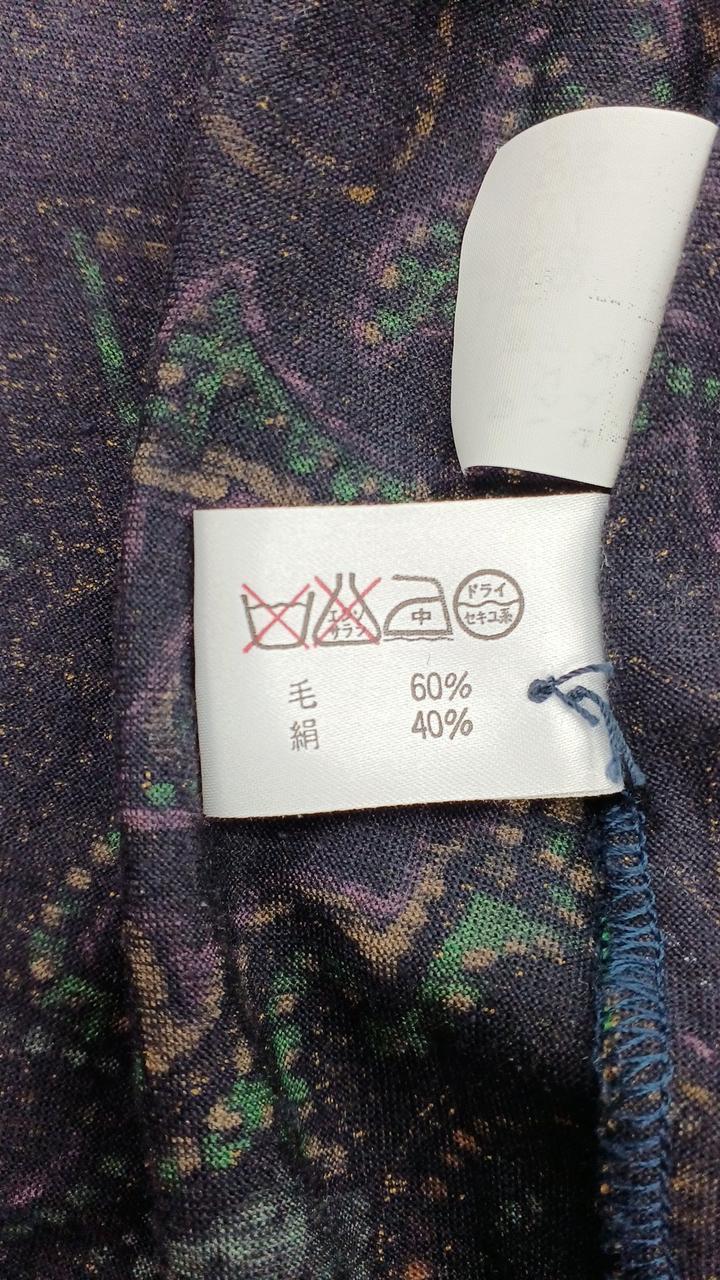 エンソ
サラシ
中
ドライ
セキユ系
毛 60%
絹 40%